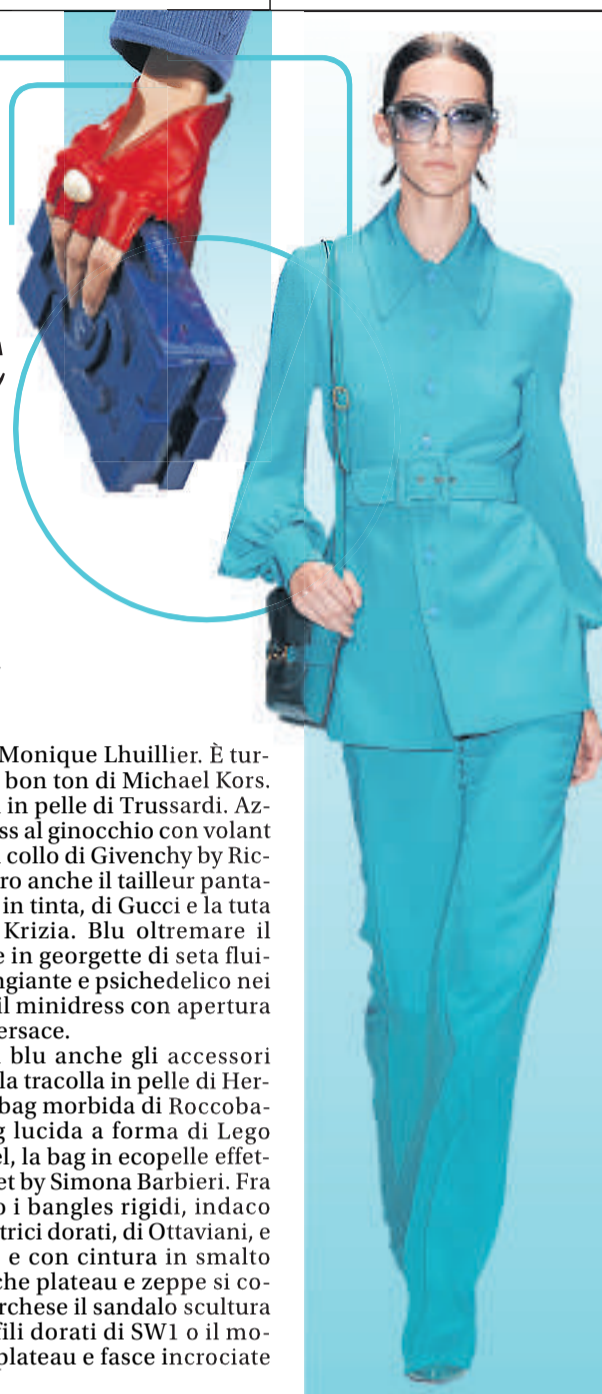 Monique Lhuillier. È tur-
bon ton di Michael Kors.
in pelle di Trussardi. Az-
ss al ginocchio con volant
collo di Givenchy by Ric-
ro anche il tailleur panta-
in tinta, di Gucci e la tuta
Krizia. Blu oltremare il
e in georgette di seta flui-
ngiante e psichedelico nei
il minidress con apertura
ersace.
blu anche gli accessori
la tracolla in pelle di Her-
bag morbida di Roccoba-
g lucida a forma di Lego
el, la bag in ecopelle effet-
et by Simona Barbieri. Fra
o i bangles rigidi, indaco
trici dorati, di Ottaviani, e
e con cintura in smalto
che plateau e zeppe si co-
rchese il sandalo scultura
fili dorati di SW1 o il mo-
plateau e fasce incrociate